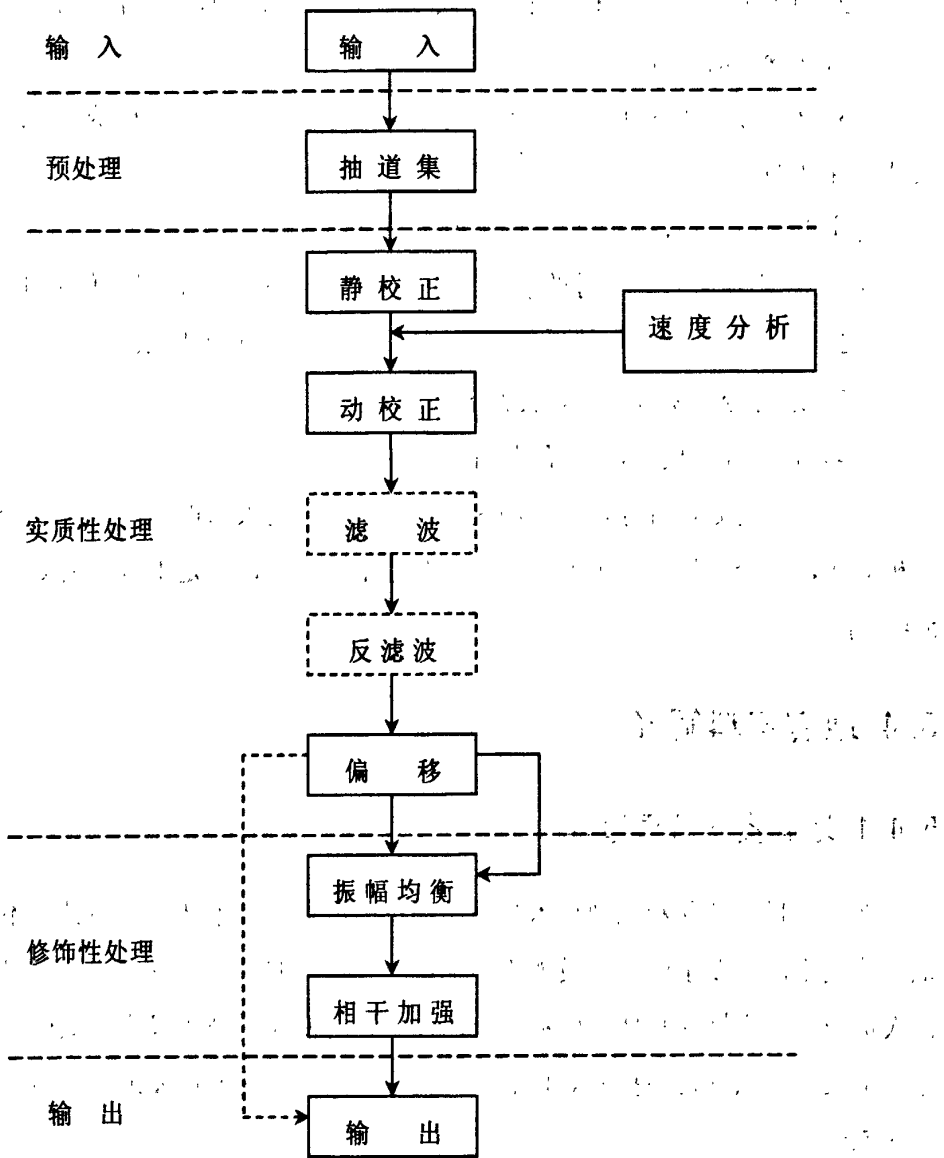 输 入
输 入
预处理
抽 道 集
静 校 正
速 度 分 析
动 校 正
实质性处理
滤 波
反 滤 波
偏 移
振 幅 均 衡
修饰性处理
相 干 加 强
输 出
输 出